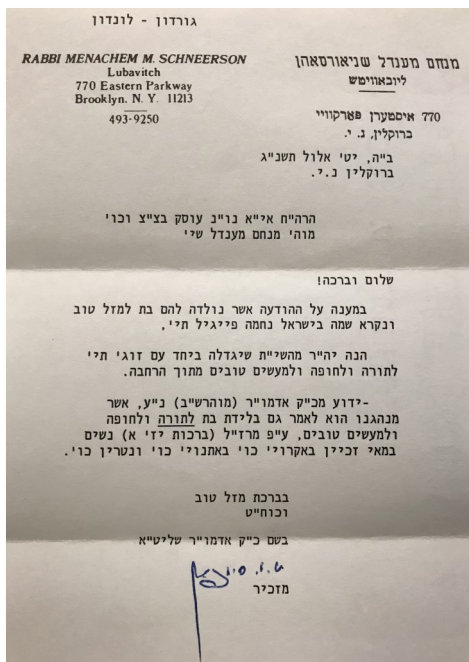 גורדון - לונדון
RABBI MENACHEM M. SCHNEERSON
Lubavitch
770 Eastern Parkway
Brooklyn. N. Y. 11213
493-9250
מנחם מענדל שניאורסאהן
ליובאוויטש
770 איסטערן פארקוויי
ברוקלין, נ. י.
ב"ה, יט' אלול תשנ"ג
ברוקלין נ.י.
הרה"ח אי"א נו"נ עוסק בצ"צ וכו'
מוה' מנחם מענדל שי'
שלום וברכה!
במענה על ההודעה אשר נולדה להם בת למזל טוב
ונקרא שמה בישראל נחמה פייגיל תי',
הנה יה"ר מהשי"ת שיגדלה ביחד עם זוג' תי'
לתורה ולחופה ולמעשים טובים מתוך הרחבה.
-ידוע מכ"ק אדמו"ר (מוהרש"ב) נ"ע, אשר
מנהגנו הוא לאמר גם בלידת בת לתורה ולחופה
ולמעשים טובים, ע"פ מרז"ל (ברכות יז' א) נשים
במאי זכיין באקרויי כו' באתנויי כו' ונטרין כו'.
בברכת מזל טוב
וכוח"ט
בשם כ"ק אדמו"ר שליט"א
מזכיר